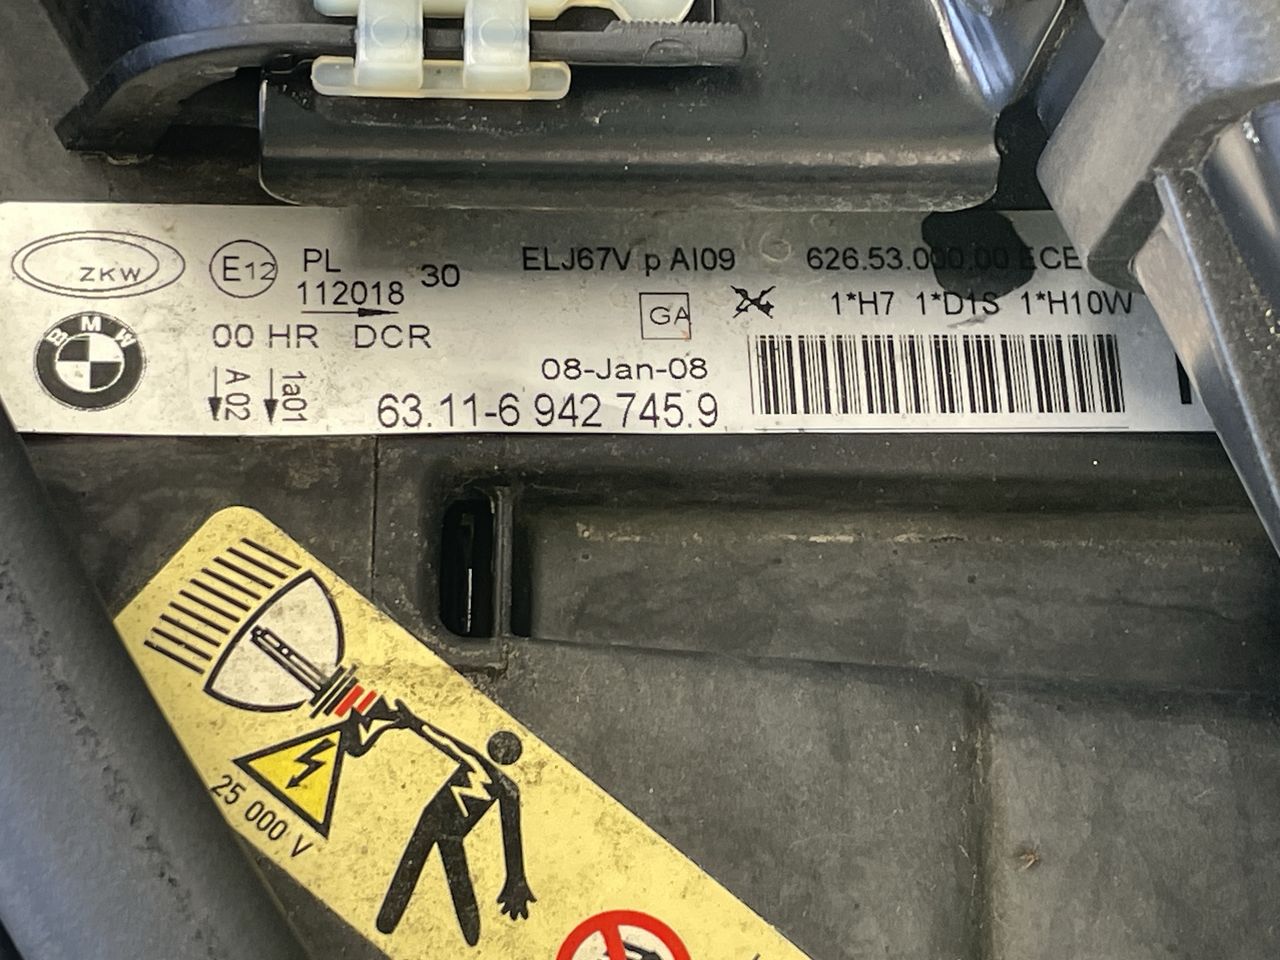 ZKW
E12
PL
30
112018
ELJ67V p AI09
626.53.000.00 ECE
00 HR DCR
GA
1*H7 1*D1S 1*H10W
BMW
A 02
1a01
08-Jan-08
63.11-6 942 745.9
25 000 V